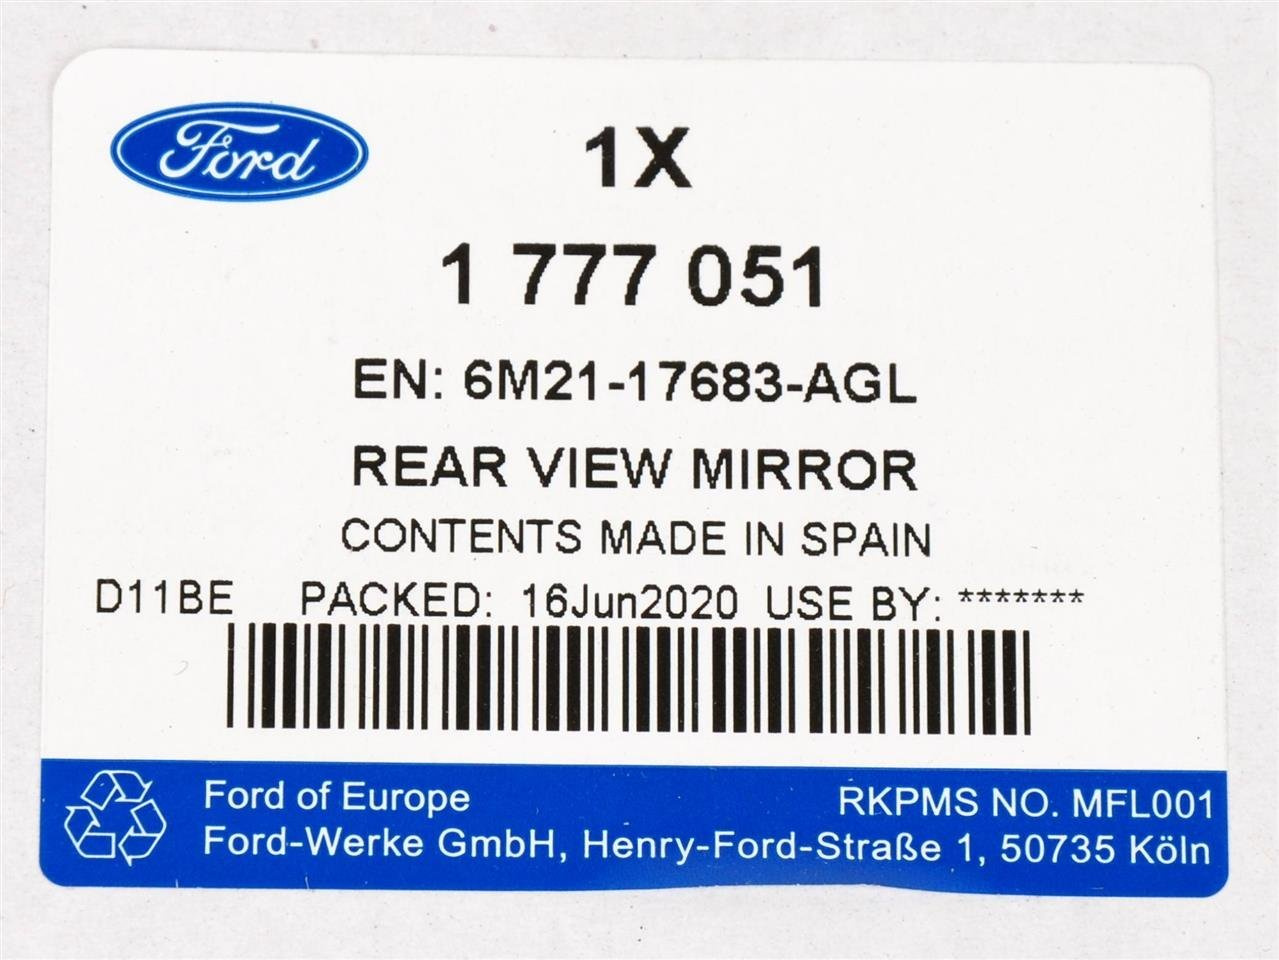 Ford
1X
1 777 051
EN: 6M21-17683-AGL
REAR VIEW MIRROR
CONTENTS MADE IN SPAIN
D11BE PACKED: 16Jun2020 USE BY: *******
Ford of Europe RKPMS NO. MFL001
Ford-Werke GmbH, Henry-Ford-Straße 1, 50735 Köln